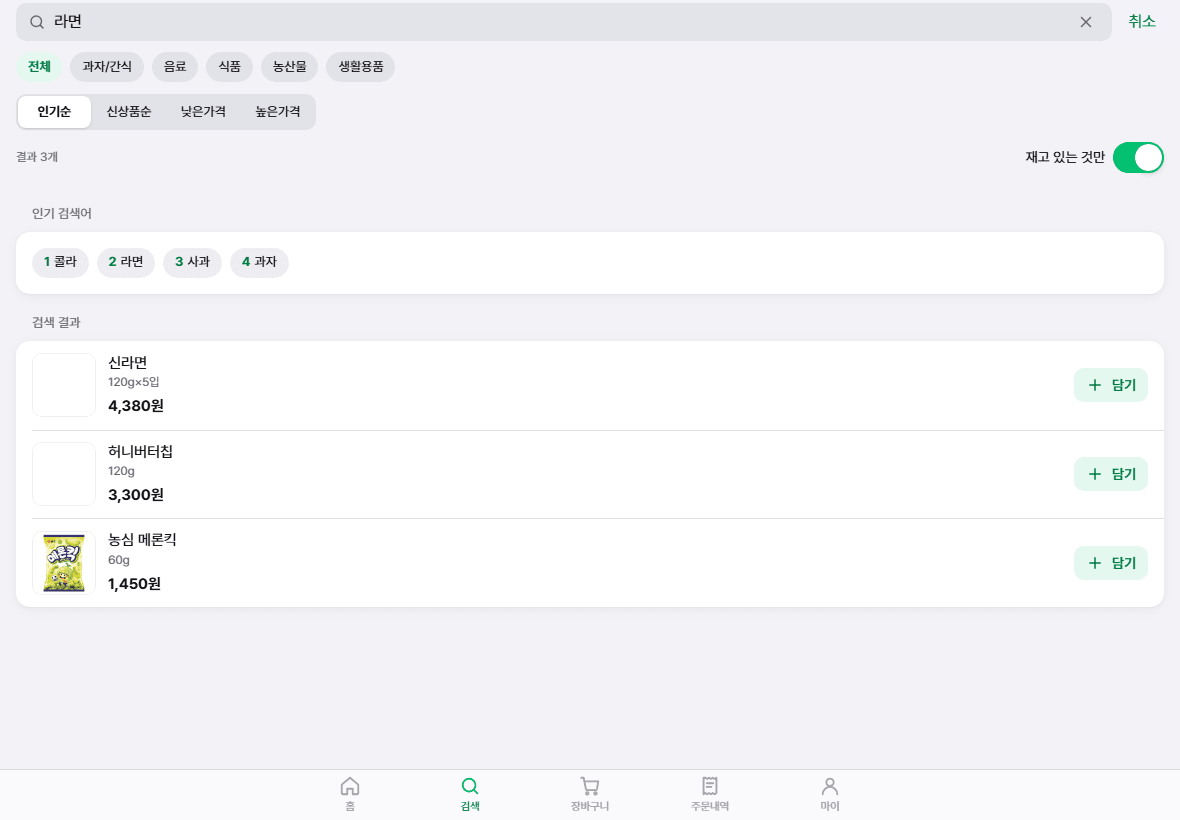 라면
취소
전체 과자/간식 음료 식품 농산물 생활용품
인기순 신상품순 낮은가격 높은가격
결과 3개
재고 있는 것만
인기 검색어
1 콜라 2 라면 3 사과 4 과자
검색 결과
신라면
120g×5입
4,380원
담기
허니버터칩
120g
3,300원
담기
메론킥
농심 메론킥
60g
1,450원
담기
홈 검색 장바구니 주문내역 마이